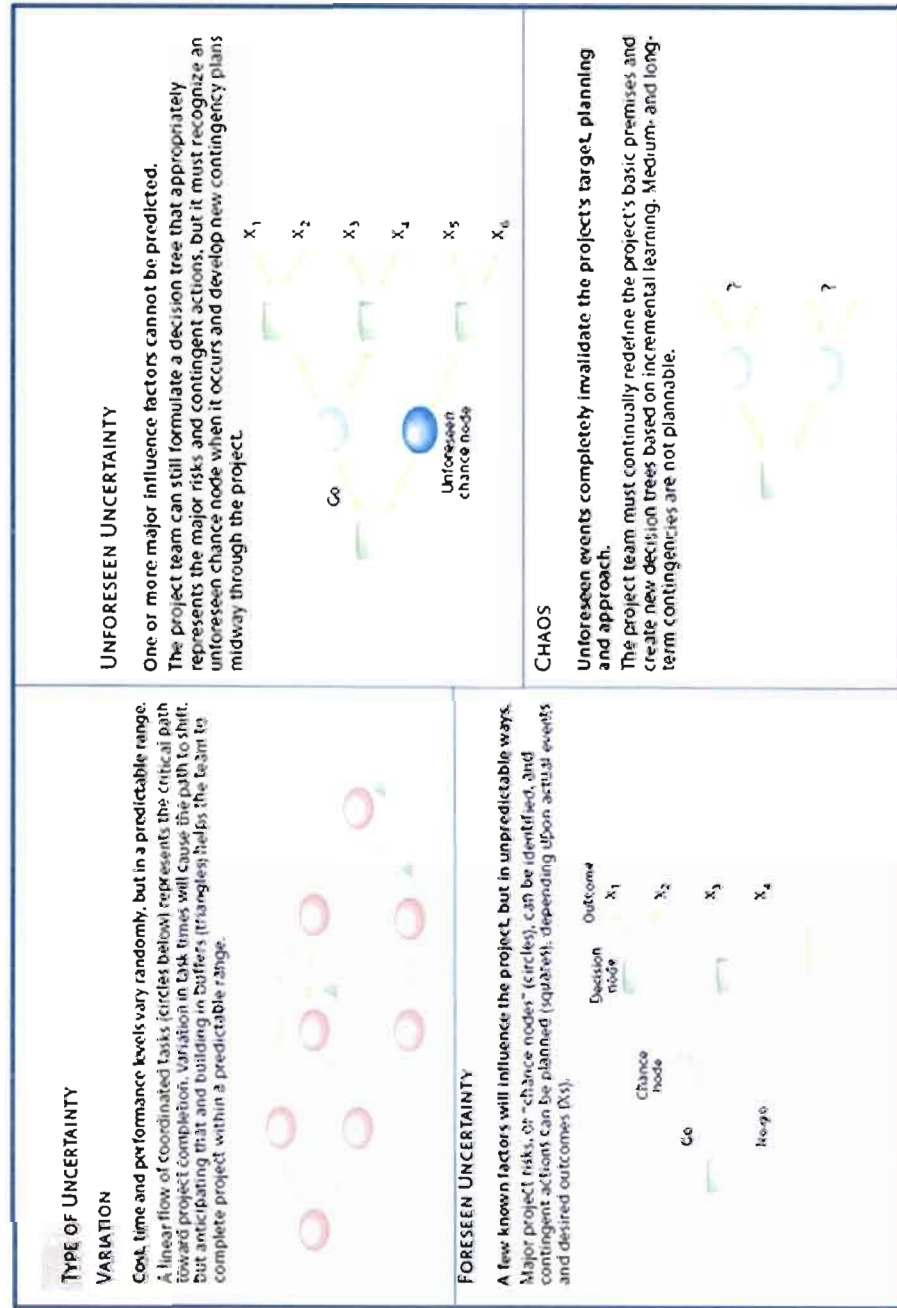 TYPE OF UNCERTAINTY
VARIATION
Cost, time and performance levels vary randomly, but in a predictable range.
A linear flow of coordinated tasks (circles below) represents the critical path
toward project completion. Variation in task times will cause the path to shift,
but anticipating that and building in buffers (triangles) helps the team to
complete project within a predictable range.
FORESEEN UNCERTAINTY
A few known factors will influence the project, but in unpredictable ways.
Major project risks, or "chance nodes" (circles), can be identified, and
contingent actions can be planned (squares), depending upon actual events
and desired outcomes (Xs).
Go
No-go
Chance
node
Decision
node
Outcome
X1
X2
X3
X4
UNFORESEEN UNCERTAINTY
One or more major influence factors cannot be predicted.
The project team can still formulate a decision tree that appropriately
represents the major risks and contingent actions, but it must recognize an
unforeseen chance node when it occurs and develop new contingency plans
midway through the project.
Go
Unforeseen
chance node
X1
X2
X3
X4
X5
X6
CHAOS
Unforeseen events completely invalidate the project's target, planning
and approach.
The project team must continually redefine the project's basic premises and
create new decision trees based on incremental learning. Medium- and long-
term contingencies are not plannable.
?
?